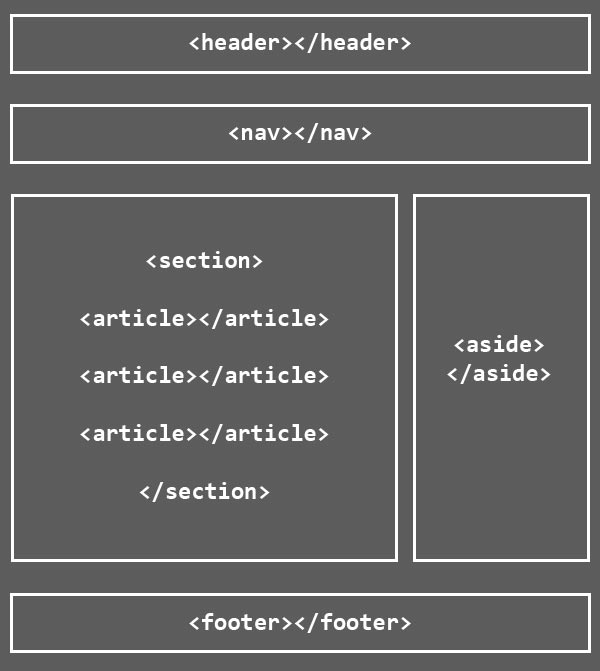 <header></header>
<nav></nav>
<section>
<article></article>
<article></article>
<article></article>
</section>
<aside>
</aside>
<footer></footer>